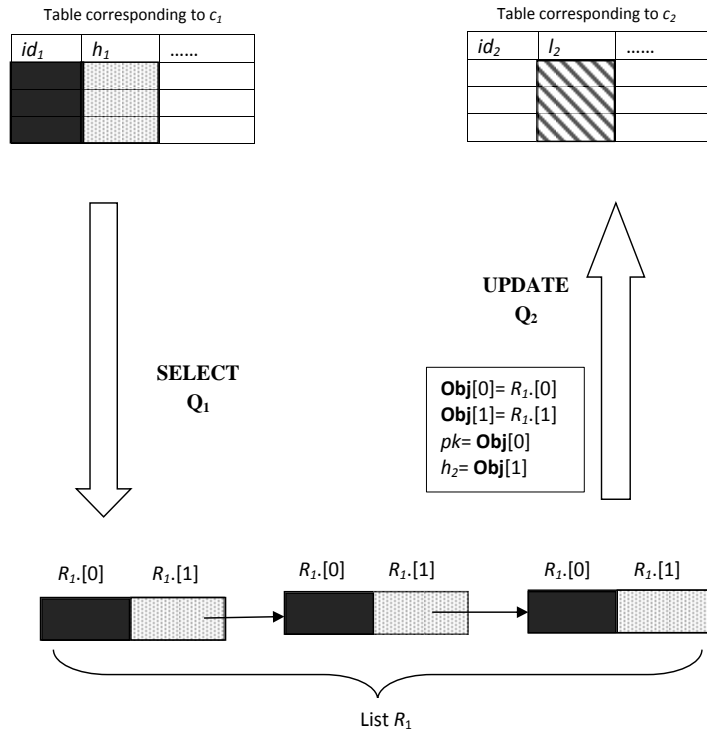 Table corresponding to c₁
id₁ h₁ ......
Table corresponding to c₂
id₂ l₂ ......
SELECT
Q₁
UPDATE
Q₂
Obj[0]= R₁.[0]
Obj[1]= R₁.[1]
pk= Obj[0]
h₂= Obj[1]
R₁.[0] R₁.[1] R₁.[0] R₁.[1] R₁.[0] R₁.[1]
List R₁